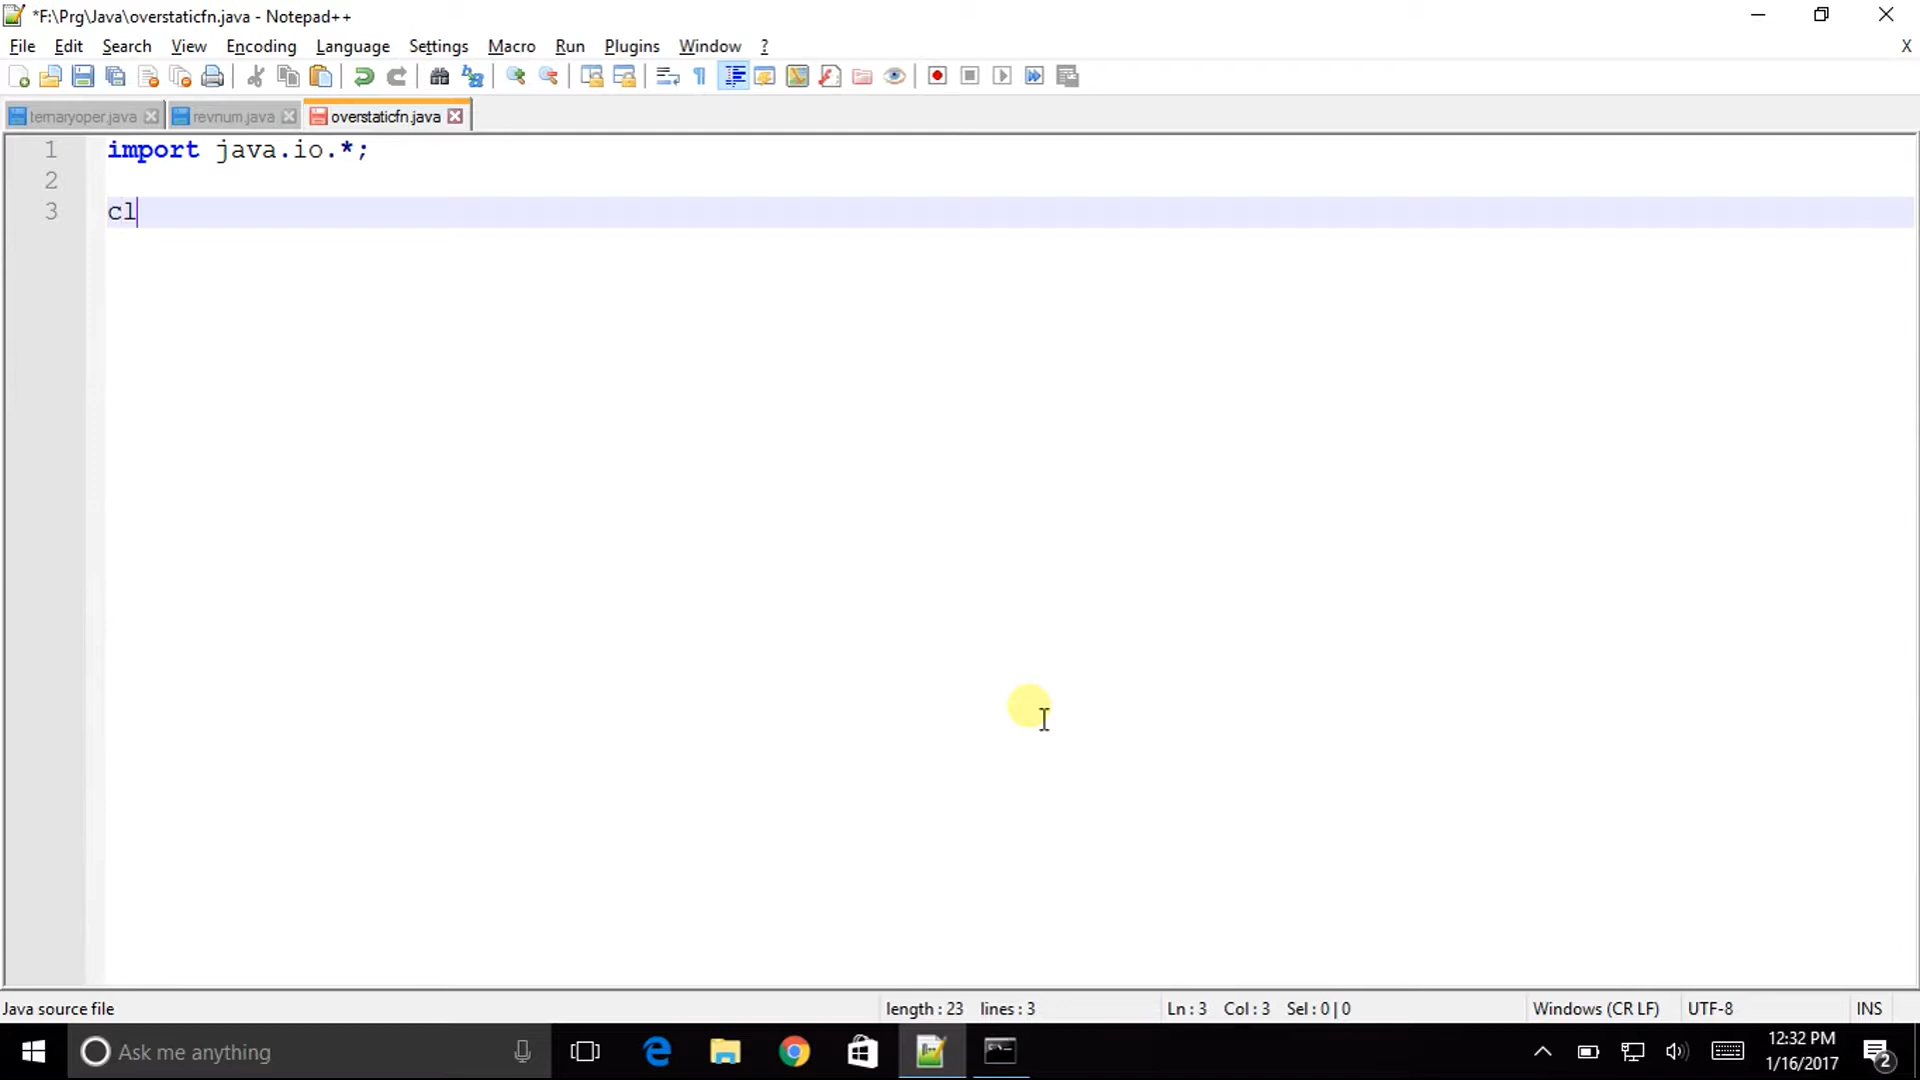 *F:\Prg\Java\overstaticfn.java - Notepad++
File Edit Search View Encoding Language Settings Macro Run Plugins Window ?
X
ternaryoper.java revnum.java overstaticfn.java
1 import java.io.*;
2
3 cl
Java source file length : 23 lines : 3 Ln : 3 Col : 3 Sel : 0 | 0 Windows (CR LF) UTF-8 INS
Ask me anything
12:32 PM
1/16/2017
2